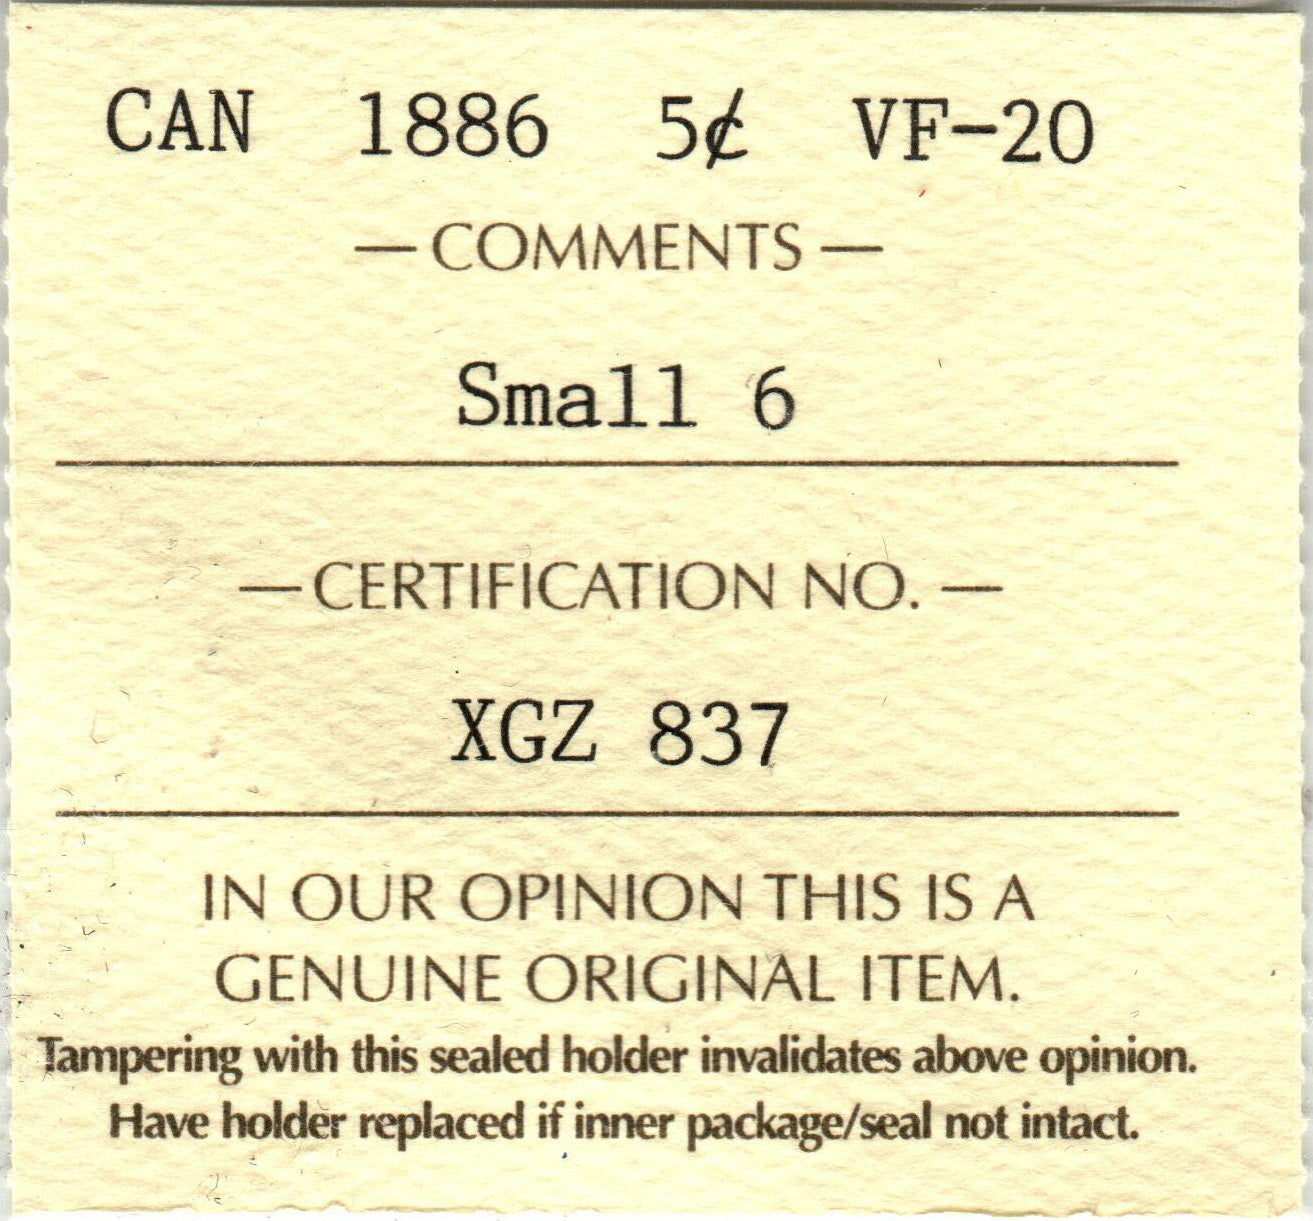 CAN 1886 5¢ VF-20
— COMMENTS —
Small 6
— CERTIFICATION NO. —
XGZ 837
IN OUR OPINION THIS IS A
GENUINE ORIGINAL ITEM.
Tampering with this sealed holder invalidates above opinion.
Have holder replaced if inner package/seal not intact.